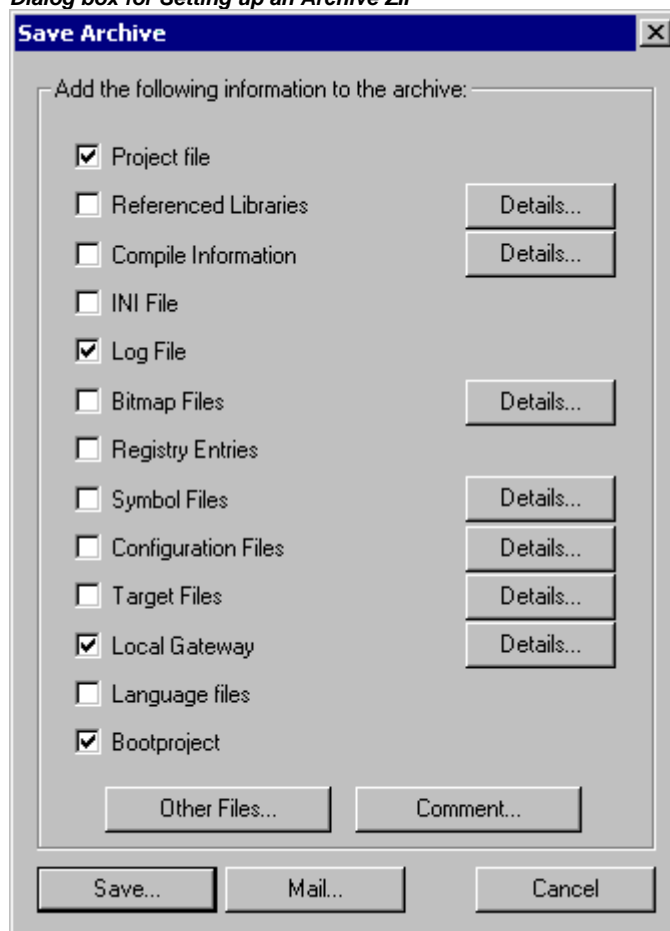 Dialog box for Setting up an Archive ZIP
Save Archive
Add the following information to the archive:
Project file
Referenced Libraries Details...
Compile Information Details...
INI File
Log File
Bitmap Files Details...
Registry Entries
Symbol Files Details...
Configuration Files Details...
Target Files Details...
Local Gateway Details...
Language files
Bootproject
Other Files... Comment...
Save... Mail... Cancel